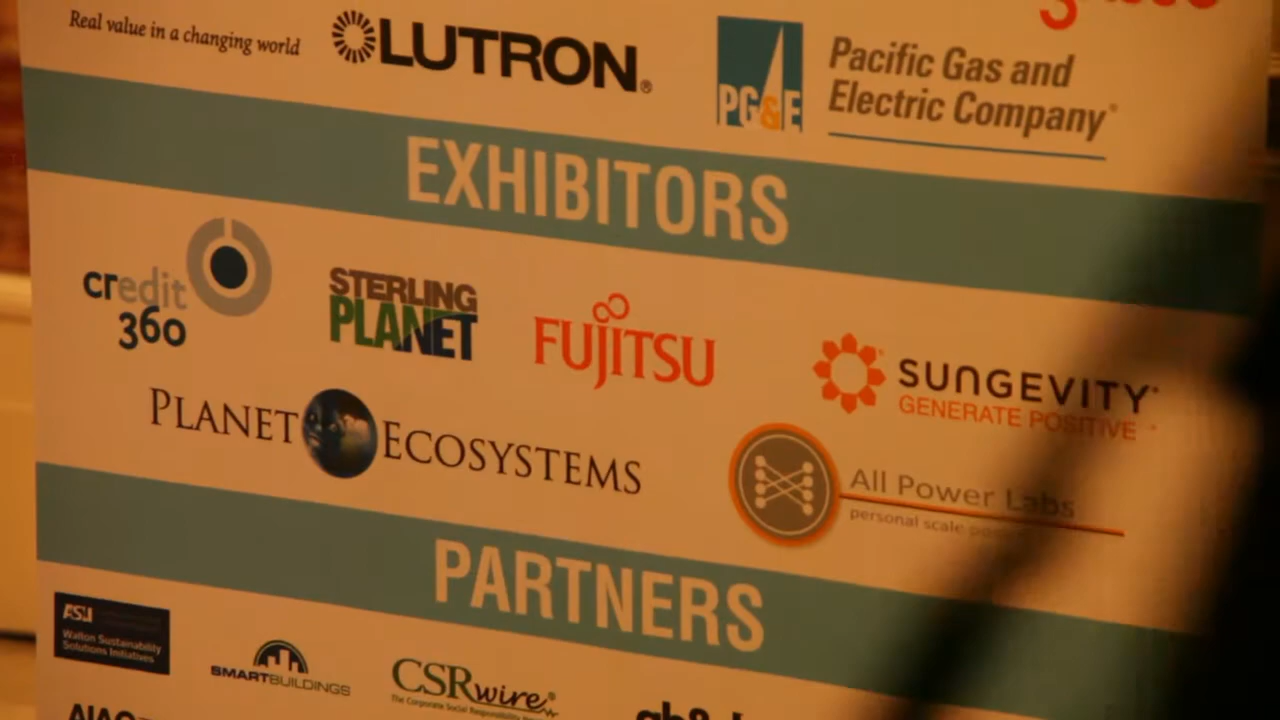 Real value in a changing world
LUTRON®
PG&E
Pacific Gas and
Electric Company®
EXHIBITORS
credit
360
STERLING
PLANET
FUJITSU
SUNGEVITY
GENERATE POSITIVE
PLANET ECOSYSTEMS
All Power Labs
personal scale
PARTNERS
ASU
Walton Sustainability
Solutions Initiatives
SMARTBUILDINGS
CSRwire®
The Corporate Social Responsibility